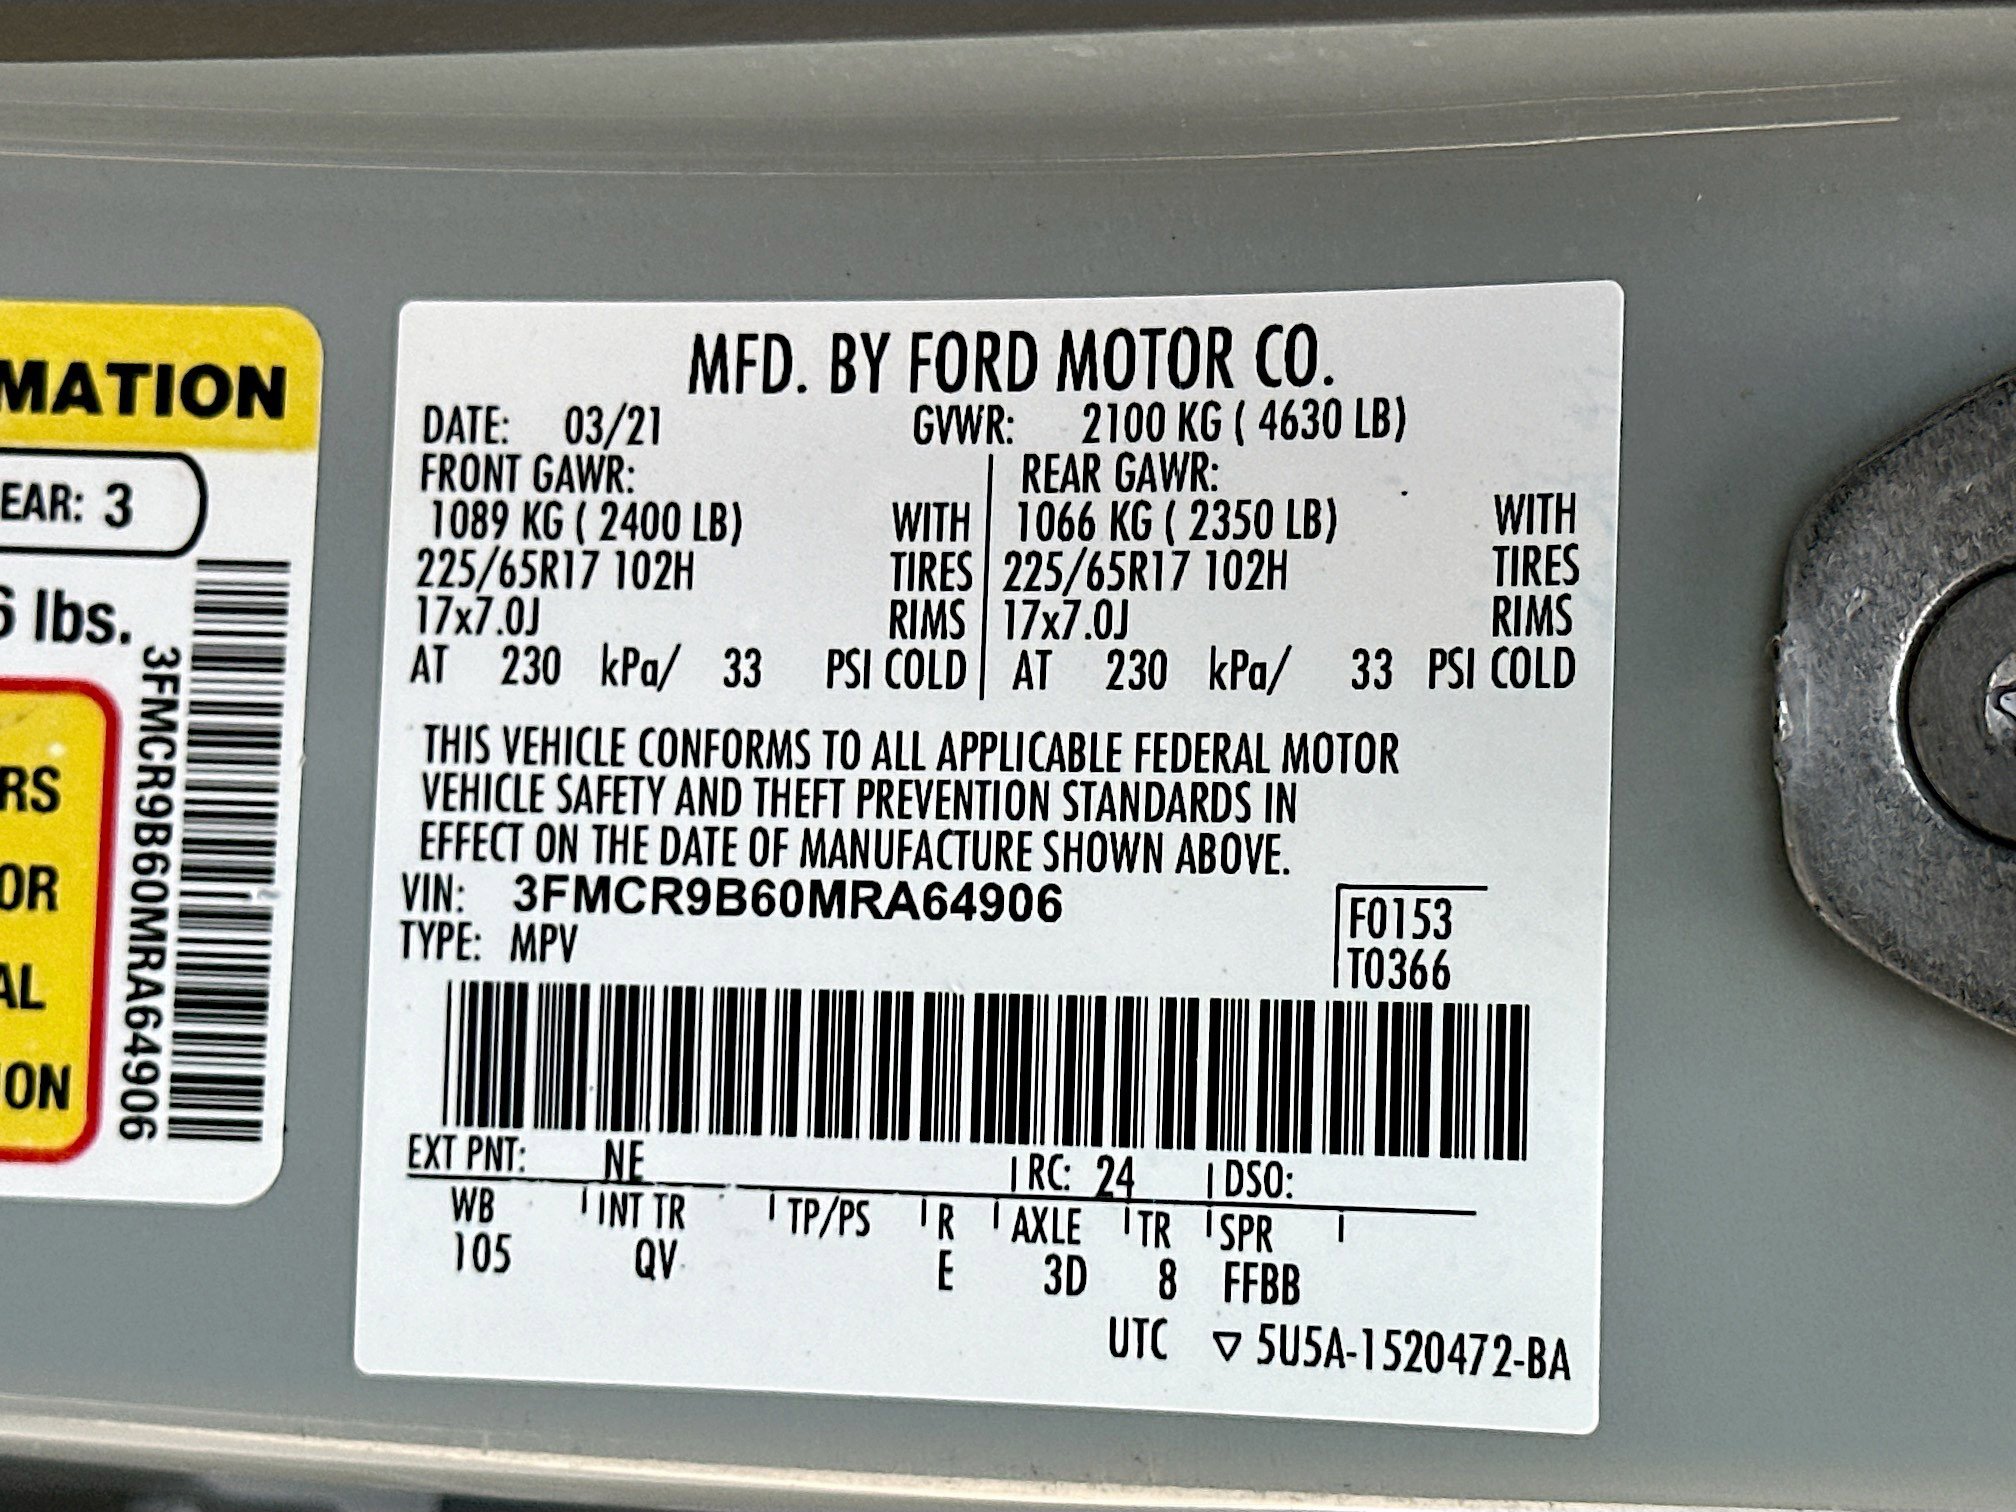 MATION
EAR: 3
lbs.
3FMCR9B60MRA64906
MFD. BY FORD MOTOR CO.
DATE: 03/21 GVWR: 2100 KG ( 4630 LB)
FRONT GAWR: REAR GAWR:
1089 KG ( 2400 LB) WITH 1066 KG ( 2350 LB) WITH
225/65R17 102H TIRES 225/65R17 102H TIRES
17x7.0J RIMS 17x7.0J RIMS
AT 230 kPa/ 33 PSI COLD AT 230 kPa/ 33 PSI COLD
THIS VEHICLE CONFORMS TO ALL APPLICABLE FEDERAL MOTOR
VEHICLE SAFETY AND THEFT PREVENTION STANDARDS IN
EFFECT ON THE DATE OF MANUFACTURE SHOWN ABOVE.
VIN: 3FMCR9B60MRA64906
TYPE: MPV
F0153
T0366
EXT PNT: NE RC: 24 DSO:
WB INT TR TP/PS R AXLE TR SPR
105 QV E 3D 8 FFBB
UTC ▽ 5U5A-1520472-BA
RS
OR
AL
ON